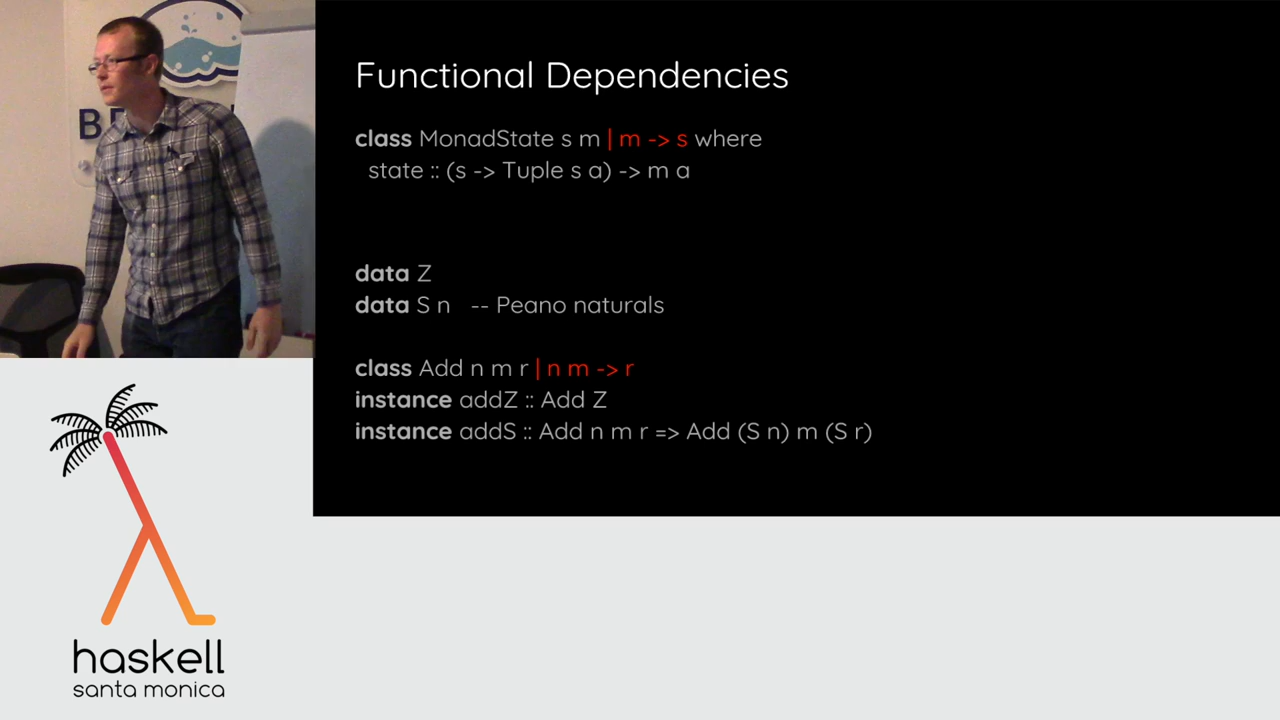 Functional Dependencies
class MonadState s m | m -> s where
state :: (s -> Tuple s a) -> m a
data Z
data S n -- Peano naturals
class Add n m r | n m -> r
instance addZ :: Add Z
instance addS :: Add n m r => Add (S n) m (S r)
haskell
santa monica